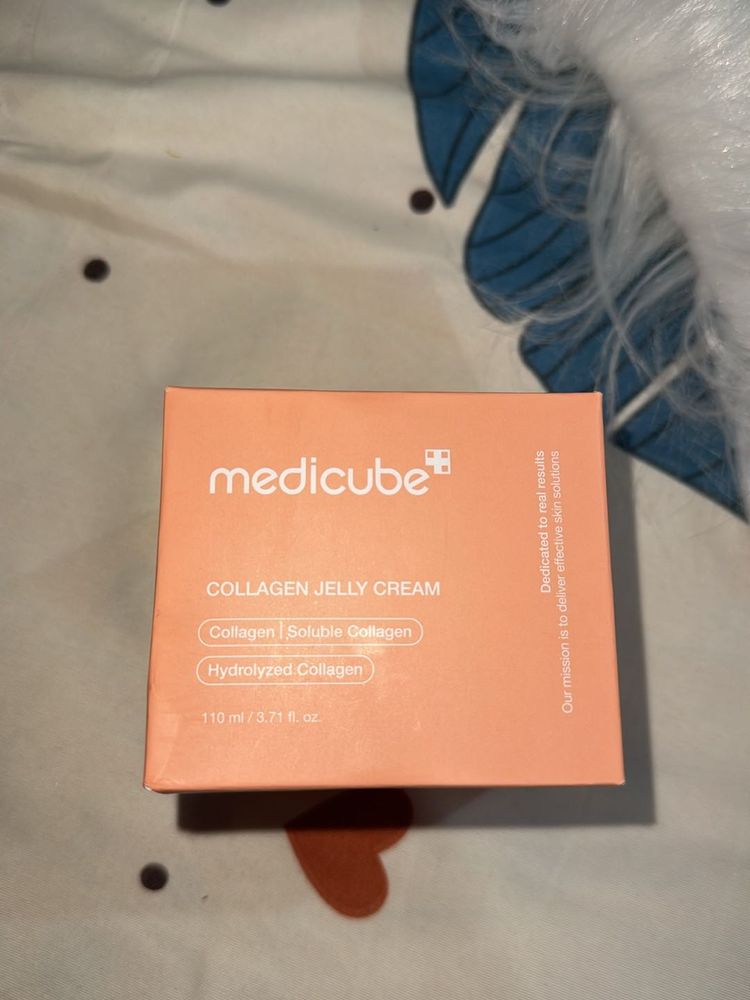 medicube
COLLAGEN JELLY CREAM
Collagen | Soluble Collagen
Hydrolyzed Collagen
110 ml / 3.71 fl. oz.
Dedicated to real results
Our mission is to deliver effective skin solutions